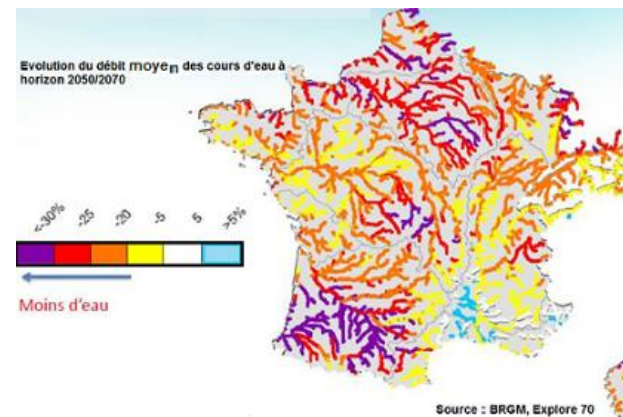 Evolution du débit moyen des cours d'eau à
horizon 2050/2070
<-30% -25 -20 -5 5 >5%
Moins d'eau
Source : BRGM, Explore 70